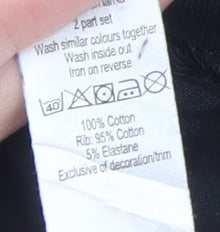 2 part set
Wash similar colours together
Wash inside out
Iron on reverse
40
100% Cotton
Rib: 95% Cotton
5% Elastane
Exclusive of decoration/trim